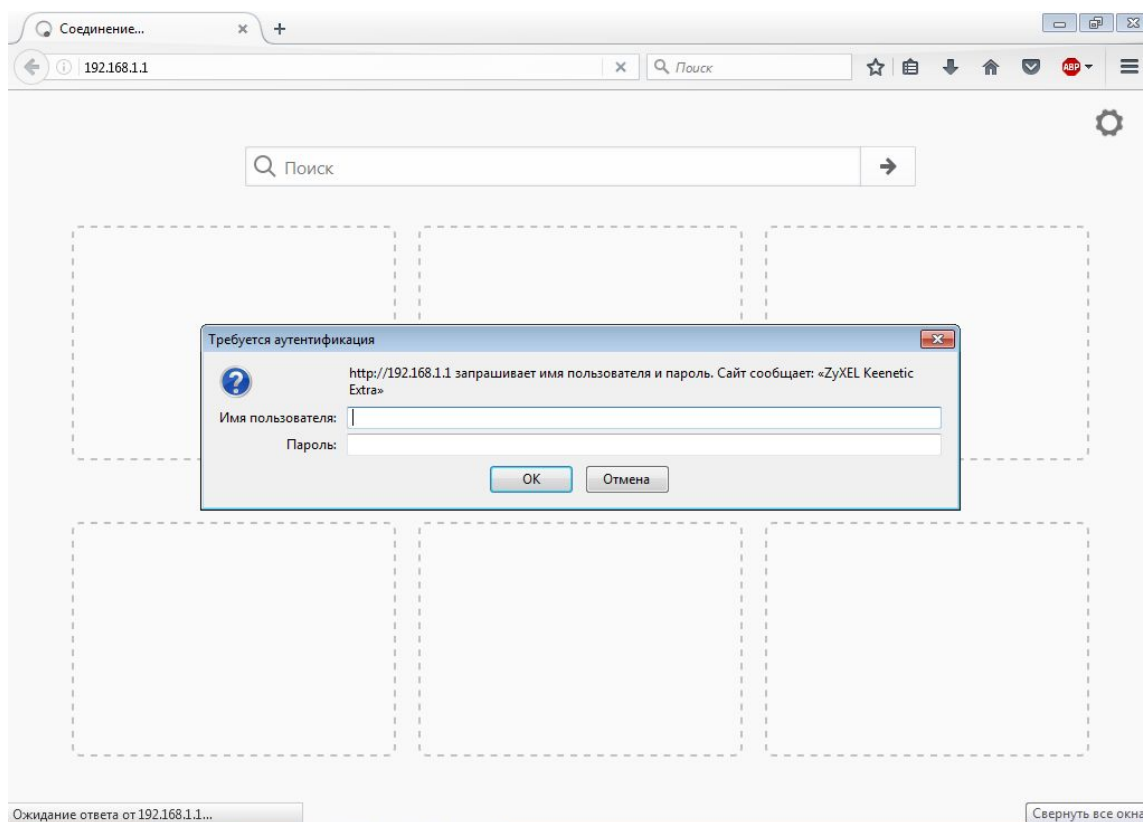 Соединение...
192.168.1.1
Поиск
ABP
Поиск
Требуется аутентификация
http://192.168.1.1 запрашивает имя пользователя и пароль. Сайт сообщает: «ZyXEL Keenetic
Extra»
Имя пользователя:
Пароль:
ОК
Отмена
Ожидание ответа от 192.168.1.1...
Свернуть все окна